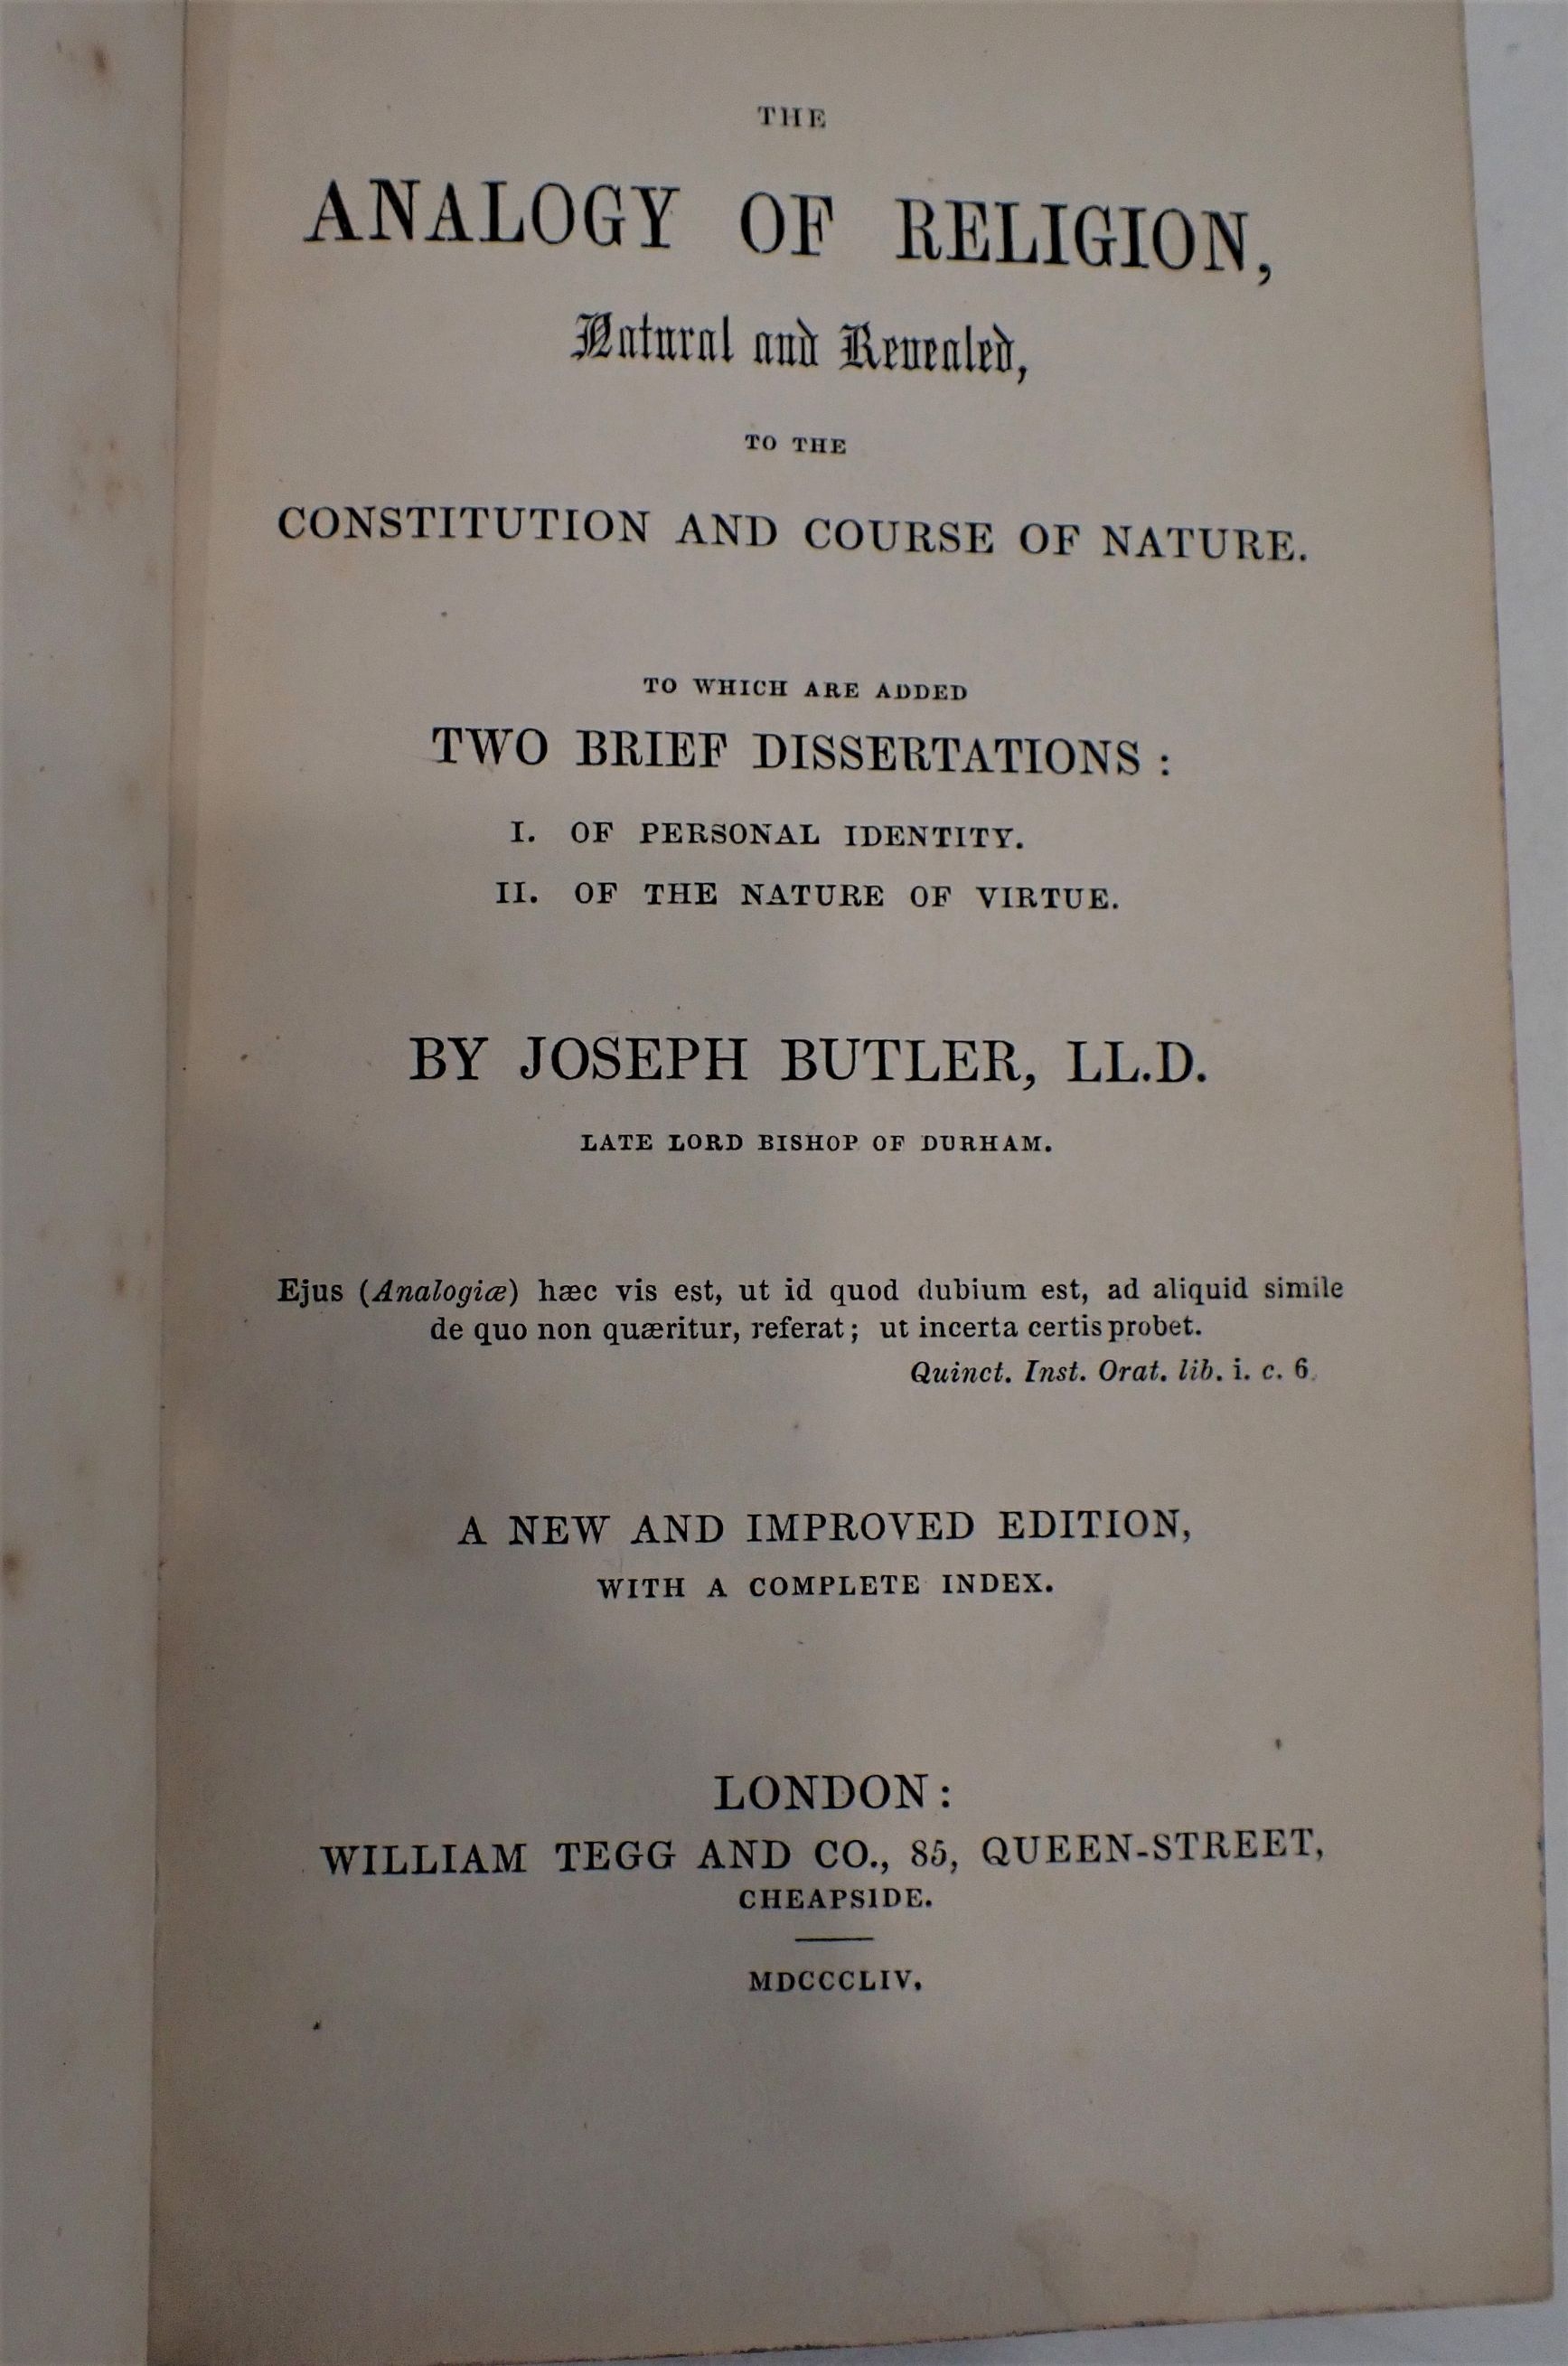 THE
ANALOGY OF RELIGION,
Natural and Revealed,
TO THE
CONSTITUTION AND COURSE OF NATURE.
TO WHICH ARE ADDED
TWO BRIEF DISSERTATIONS :
I. OF PERSONAL IDENTITY.
II. OF THE NATURE OF VIRTUE.
BY JOSEPH BUTLER, LL.D.
LATE LORD BISHOP OF DURHAM.
Ejus (Analogiæ) hæc vis est, ut id quod dubium est, ad aliquid simile
de quo non quæritur, referat; ut incerta certis probet.
Quinct. Inst. Orat. lib. i. c. 6.
A NEW AND IMPROVED EDITION,
WITH A COMPLETE INDEX.
LONDON:
WILLIAM TEGG AND CO., 85, QUEEN-STREET,
CHEAPSIDE.
MDCCCLIV.